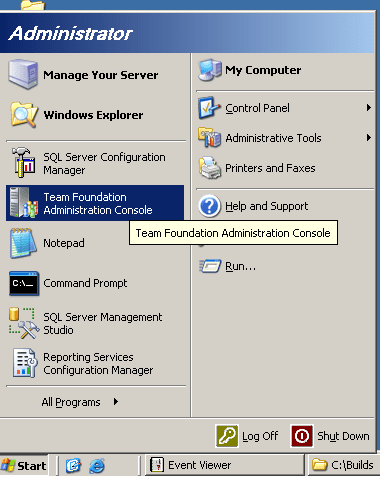 Administrator
Manage Your Server
Windows Explorer
SQL Server Configuration
Manager
Team Foundation
Administration Console
Notepad
Command Prompt
SQL Server Management
Studio
Reporting Services
Configuration Manager
All Programs
My Computer
Control Panel
Administrative Tools
Printers and Faxes
Help and Support
Team Foundation Administration Console
Run...
Log Off
Shut Down
Start
Event Viewer
C:\Builds
C:\